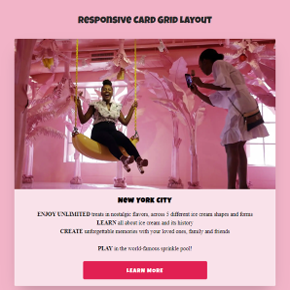 Responsive Card Grid Layout
New York City
ENJOY UNLIMITED treats in nostalgic flavors, across 5 different ice cream shapes and forms
LEARN all about ice cream and its history
CREATE unforgettable memories with your loved ones, family and friends
PLAY in the world-famous sprinkle pool!
LEARN MORE